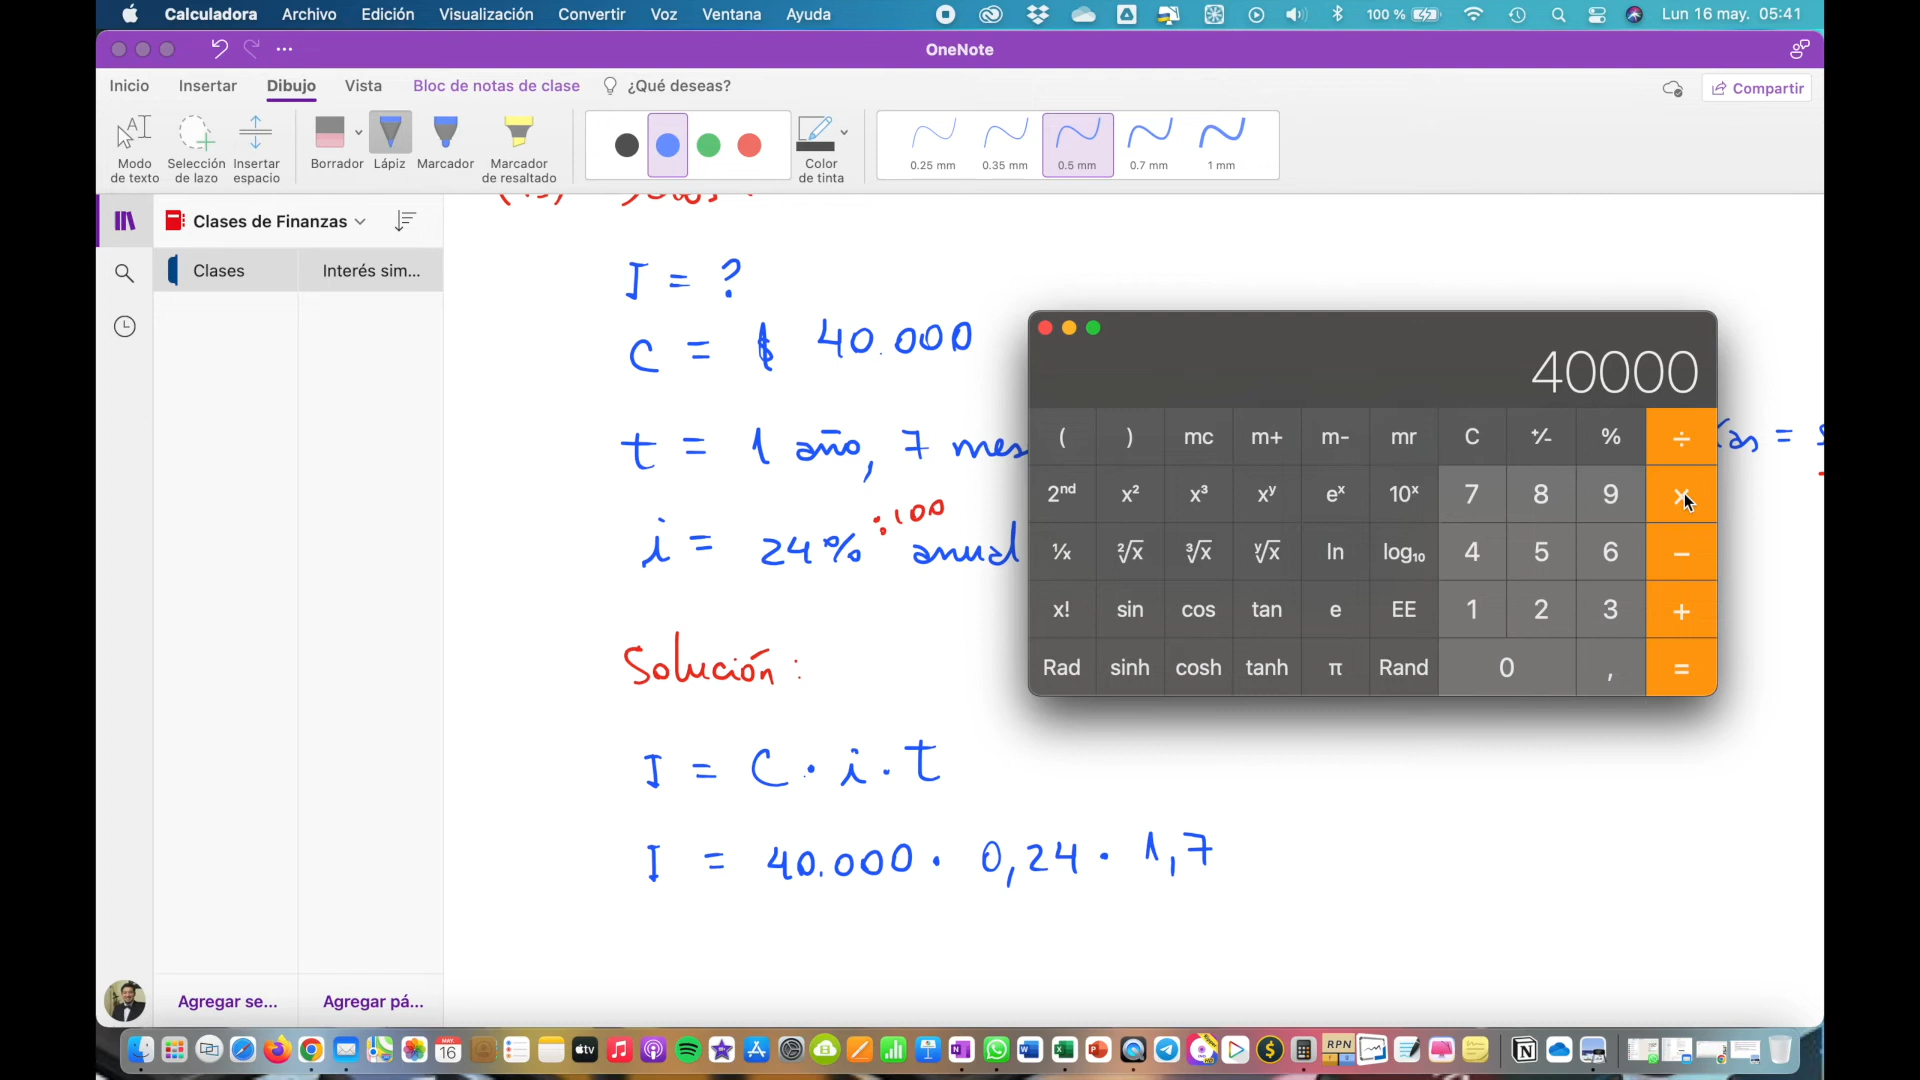 Calculadora Archivo Edición Visualización Convertir Voz Ventana Ayuda 100 % Lun 16 may. 05:41
OneNote
Inicio Insertar Dibujo Vista Bloc de notas de clase ¿Qué deseas? Compartir
Modo de texto Selección de lazo Insertar espacio Borrador Lápiz Marcador Marcador de resaltado Color de tinta 0.25 mm 0.35 mm 0.5 mm 0.7 mm 1 mm
Clases de Finanzas
Clases Interés sim...
I = ?
C = $ 40.000
t = 1 año, 7 mes
i = 24% :100 anual
Solución:
I = C · i · t
I = 40.000 · 0,24 · 1,7
40000
( ) mc m+ m- mr C +/- % ÷
2nd x² x³ xʸ eˣ 10ˣ 7 8 9 ×
1/x ²√x ³√x ʸ√x ln log₁₀ 4 5 6 −
x! sin cos tan e EE 1 2 3 +
Rad sinh cosh tanh π Rand 0 , =
Agregar se... Agregar pá...
MAY. 16
tv
RPN